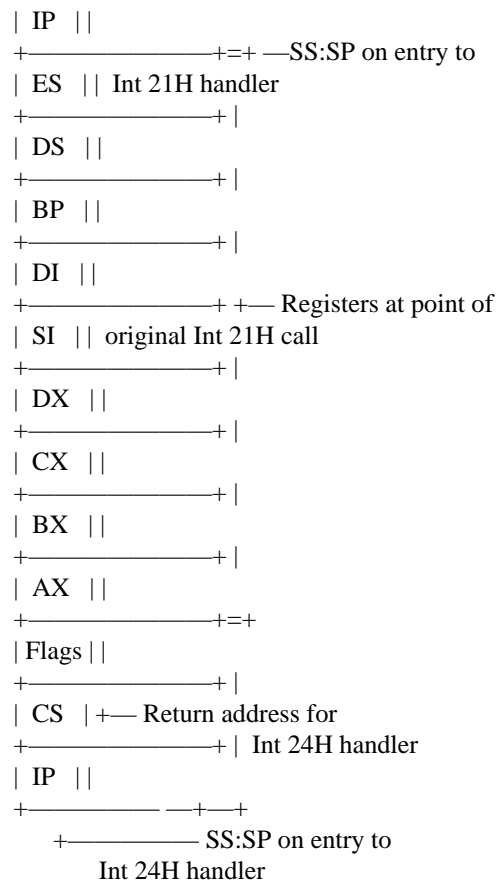 | IP | |
+———————+=+ —SS:SP on entry to
| ES | | Int 21H handler
+———————+ |
| DS | |
+———————+ |
| BP | |
+———————+ |
| DI | |
+———————+ +— Registers at point of
| SI | | original Int 21H call
+———————+ |
| DX | |
+———————+ |
| CX | |
+———————+ |
| BX | |
+———————+ |
| AX | |
+———————+=+
| Flags | |
+———————+ |
| CS | +— Return address for
+———————+ | Int 24H handler
| IP | |
+————— —+—+
+————— SS:SP on entry to
Int 24H handler